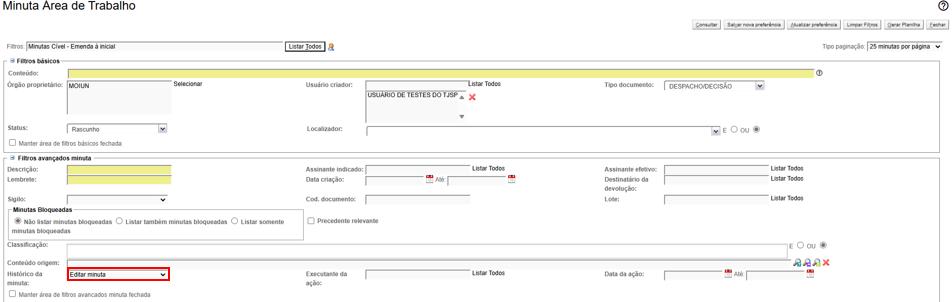 Minuta Área de Trabalho
Consultar Salvar nova preferência Atualizar preferência Limpar Filtros Gerar Planilha Fechar
Filtros: Minutas Cível - Emenda à inicial Listar Todos Tipo paginação: 25 minutas por página
Filtros básicos
Conteúdo:
Órgão proprietário: MOIUN Selecionar Usuário criador: Listar Todos Tipo documento: DESPACHO/DECISÃO
USUÁRIO DE TESTES DO TJSP
Status: Rascunho Localizador: E OU
Manter área de filtros básicos fechada
Filtros avançados minuta
Descrição: Assinante indicado: Listar Todos Assinante efetivo: Listar Todos
Lembrete: Data criação: Até: Destinatário da devolução: Listar Todos
Sigilo: Cod. documento: Lote: Listar Todos
Minutas Bloqueadas
Não listar minutas bloqueadas Listar também minutas bloqueadas Listar somente minutas bloqueadas Precedente relevante
Classificação: E OU
Conteúdo origem:
Histórico da minuta: Editar minuta Executante da ação: Listar Todos Data da ação: Até:
Manter área de filtros avançados minuta fechada